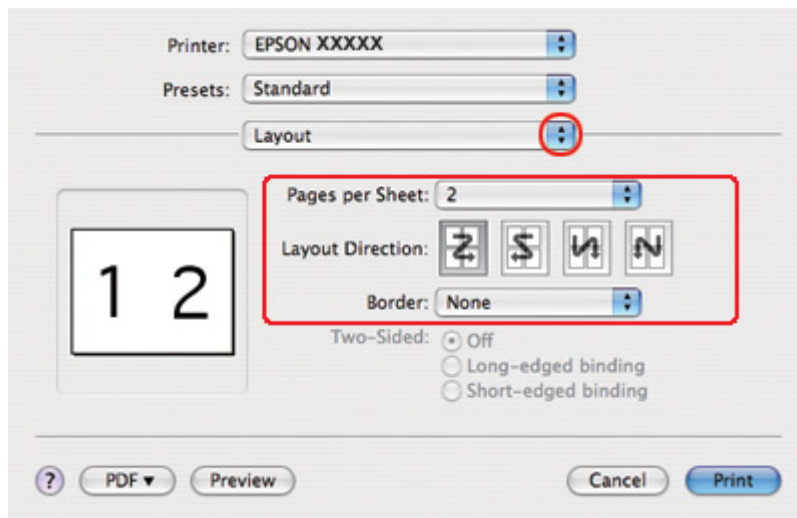 Printer: EPSON XXXXX
Presets: Standard
Layout
Pages per Sheet: 2
Layout Direction:
Border: None
Two-Sided: Off
Long-edged binding
Short-edged binding
1 2
? PDF ▼ Preview Cancel Print